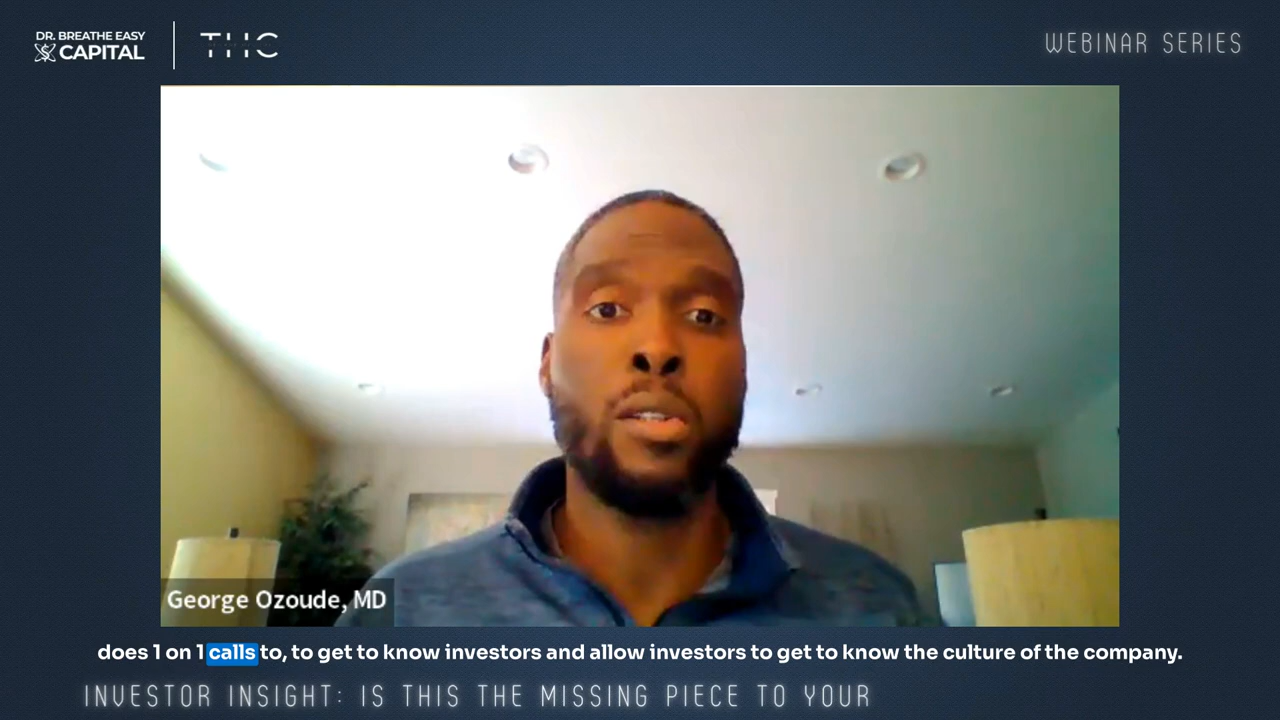 DR. BREATHE EASY
CAPITAL
THC
WEBINAR SERIES
George Ozoude, MD
does 1 on 1 calls to, to get to know investors and allow investors to get to know the culture of the company.
INVESTOR INSIGHT: IS THIS THE MISSING PIECE TO YOUR